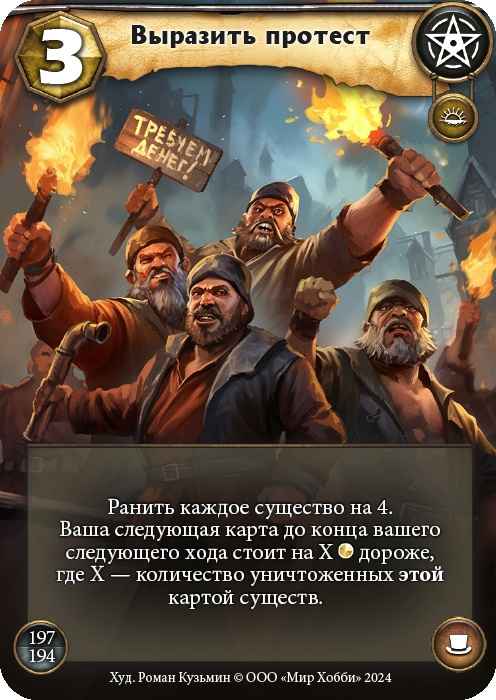 3
Выразить протест
ТРЕБУЕМ
ДЕНЕГ!
Ранить каждое существо на 4.
Ваша следующая карта до конца вашего
следующего хода стоит на X дороже,
где X — количество уничтоженных этой
картой существ.
197
194
Худ. Роман Кузьмин © ООО «Мир Хобби» 2024